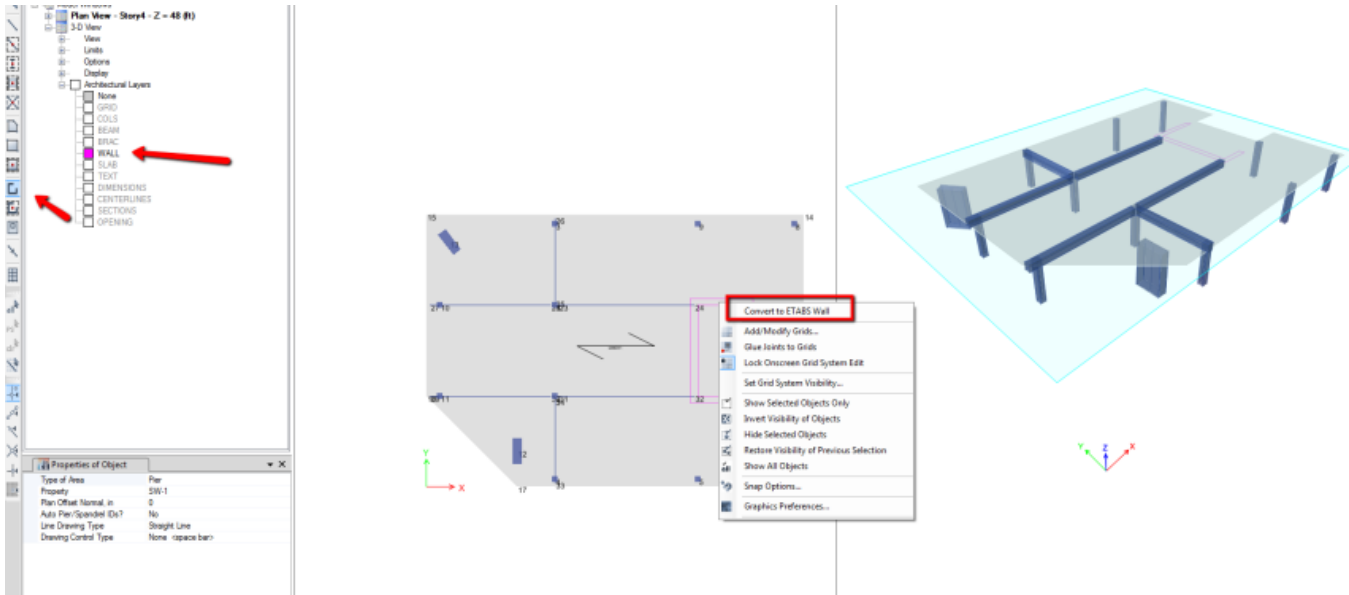 Plan View - Story4 - Z = 48 (ft)
3-D View
View
Limits
Options
Display
Architectural Layers
None
GRID
COLS
BEAM
BRAC
WALL
SLAB
TEXT
DIMENSIONS
CENTERLINES
SECTIONS
OPENING
Properties of Object
Type of Area Pier
Property SW-1
Plan Offset Normal, in 0
Auto Pier/Spandrel IDs? No
Line Drawing Type Straight Line
Drawing Control Type None <space bar>
15
14
24
32
17
Y
X
Convert to ETABS Wall
Add/Modify Grids...
Glue Joints to Grids
Lock Onscreen Grid System Edit
Set Grid System Visibility...
Show Selected Objects Only
Invert Visibility of Objects
Hide Selected Objects
Restore Visibility of Previous Selection
Show All Objects
Snap Options...
Graphics Preferences...
Y
Z
X